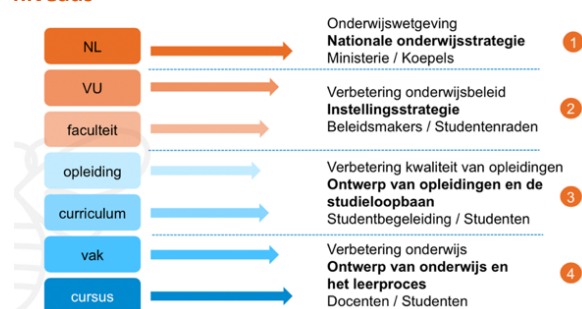 NL
Onderwijswetgeving
Nationale onderwijsstrategie
Ministerie / Koepels
1
VU
faculteit
Verbetering onderwijsbeleid
Instellingsstrategie
Beleidsmakers / Studentenraden
2
opleiding
curriculum
Verbetering kwaliteit van opleidingen
Ontwerp van opleidingen en de
studieloopbaan
Studentbegeleiding / Studenten
3
vak
cursus
Verbetering onderwijs
Ontwerp van onderwijs en
het leerproces
Docenten / Studenten
4